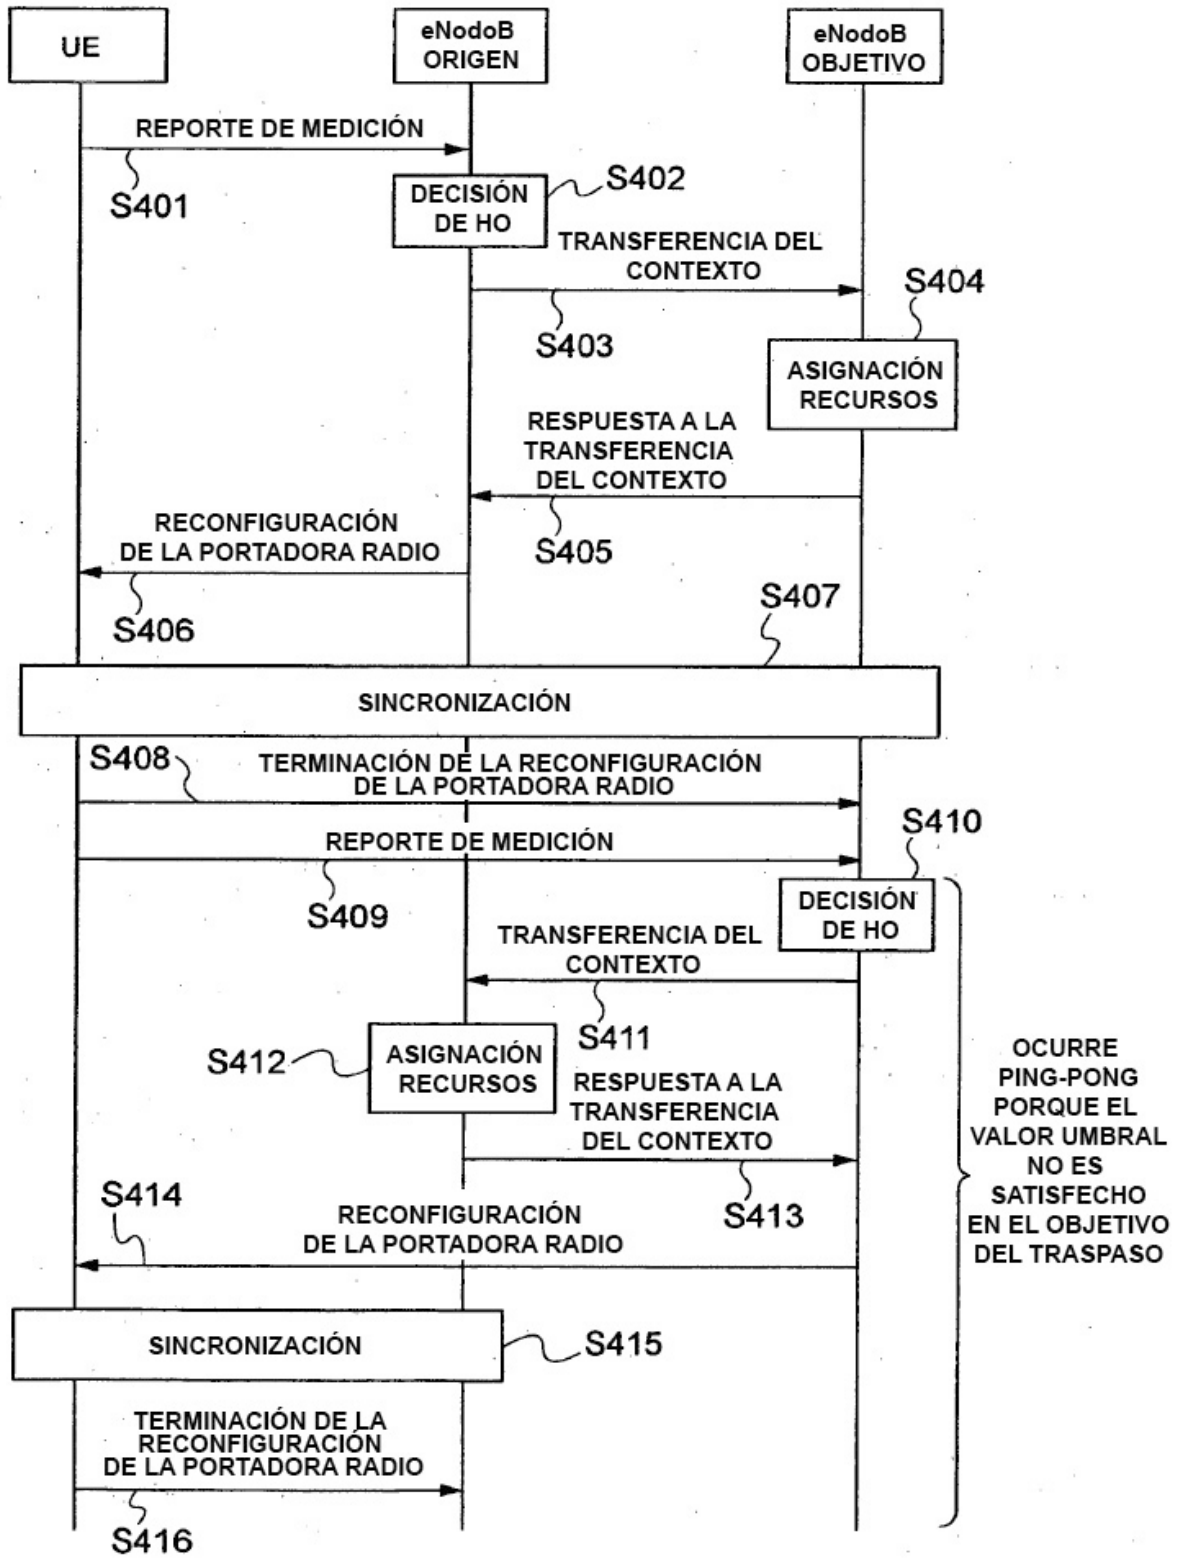 UE
eNodoB
ORIGEN
eNodoB
OBJETIVO
REPORTE DE MEDICIÓN
S401
DECISIÓN
DE HO
S402
TRANSFERENCIA DEL
CONTEXTO
S403
S404
ASIGNACIÓN
RECURSOS
RESPUESTA A LA
TRANSFERENCIA
DEL CONTEXTO
S405
RECONFIGURACIÓN
DE LA PORTADORA RADIO
S406
S407
SINCRONIZACIÓN
S408
TERMINACIÓN DE LA RECONFIGURACIÓN
DE LA PORTADORA RADIO
REPORTE DE MEDICIÓN
S409
S410
DECISIÓN
DE HO
TRANSFERENCIA DEL
CONTEXTO
S411
S412
ASIGNACIÓN
RECURSOS
RESPUESTA A LA
TRANSFERENCIA
DEL CONTEXTO
S413
S414
RECONFIGURACIÓN
DE LA PORTADORA RADIO
OCURRE
PING-PONG
PORQUE EL
VALOR UMBRAL
NO ES
SATISFECHO
EN EL OBJETIVO
DEL TRASPASO
SINCRONIZACIÓN
S415
TERMINACIÓN DE LA
RECONFIGURACIÓN
DE LA PORTADORA RADIO
S416